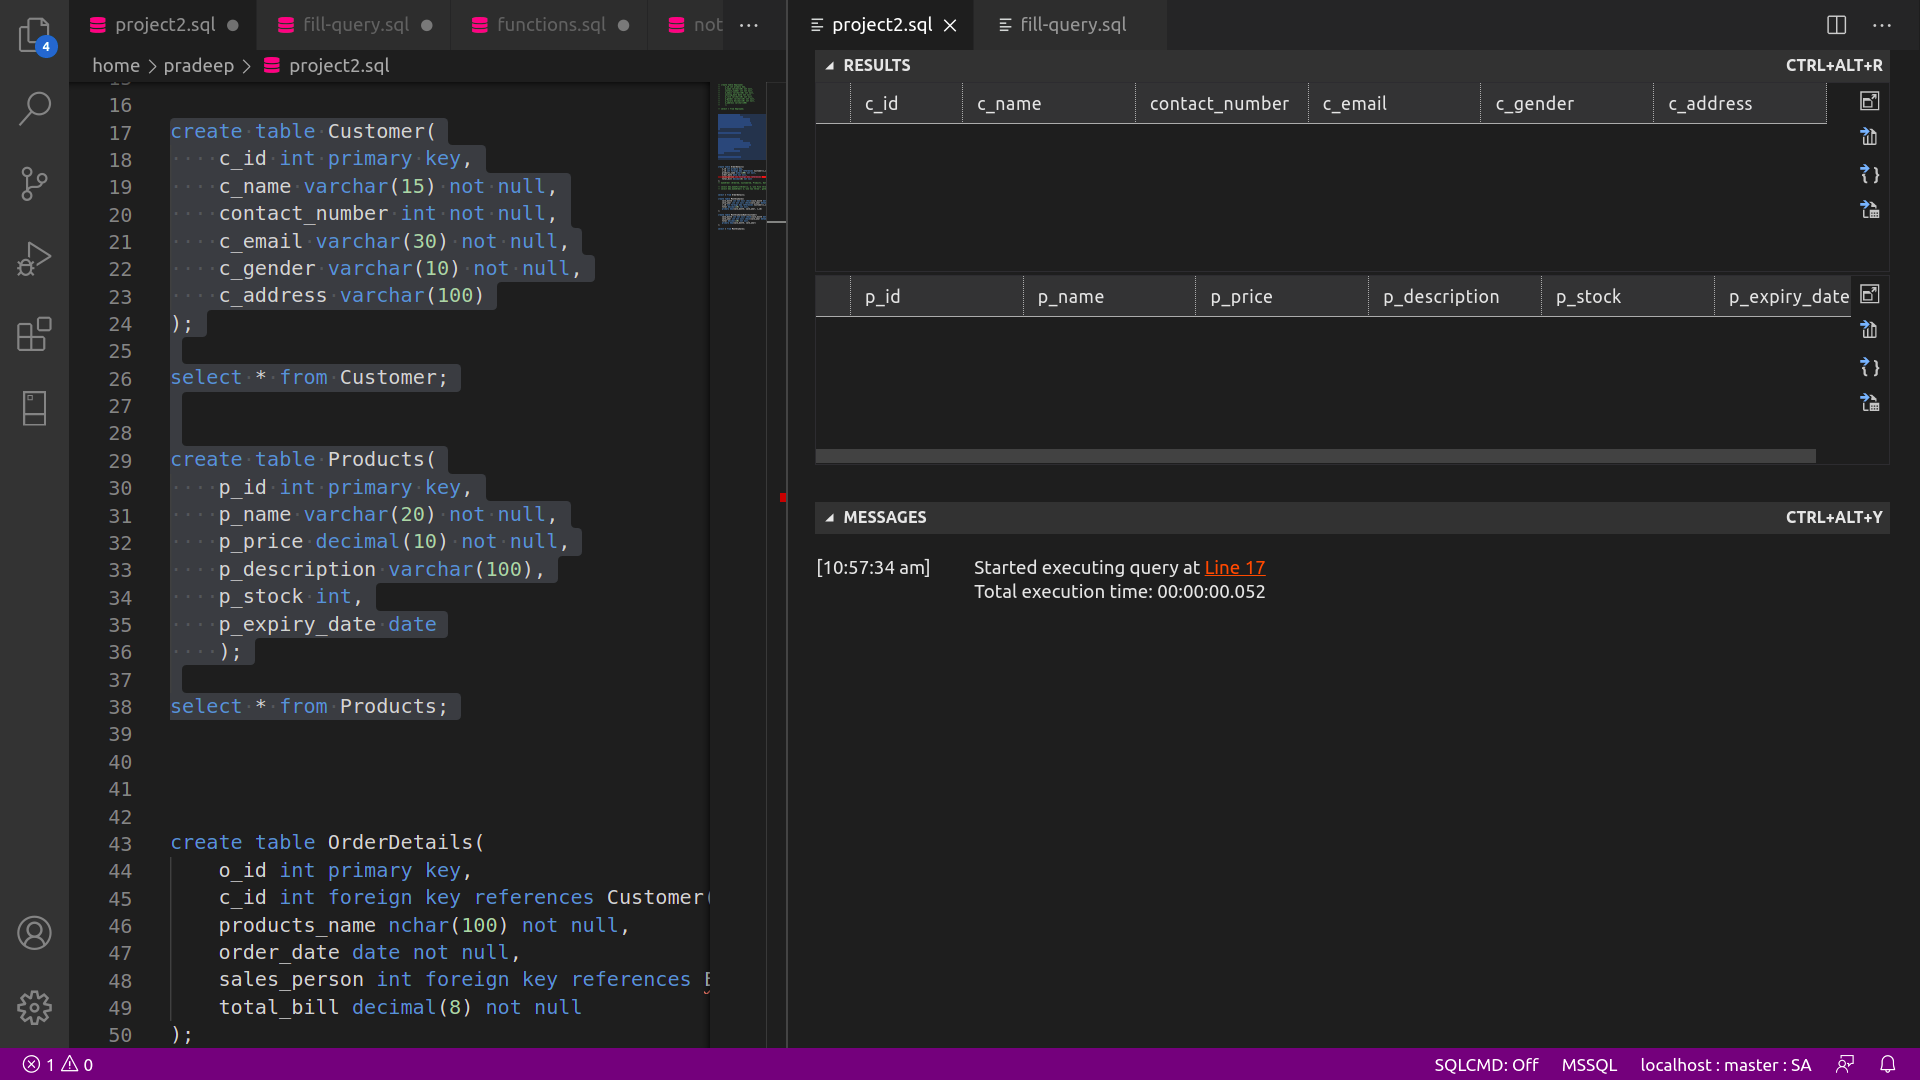 project2.sql
fill-query.sql
functions.sql
not
project2.sql
fill-query.sql
home
pradeep
project2.sql
RESULTS
CTRL+ALT+R
c_id
c_name
contact_number
c_email
c_gender
c_address
p_id
p_name
p_price
p_description
p_stock
p_expiry_date
MESSAGES
CTRL+ALT+Y
[10:57:34 am]
Started executing query at Line 17
Total execution time: 00:00:00.052
16
17 create table Customer(
18 c_id int primary key,
19 c_name varchar(15) not null,
20 contact_number int not null,
21 c_email varchar(30) not null,
22 c_gender varchar(10) not null,
23 c_address varchar(100)
24 );
25
26 select * from Customer;
27
28
29 create table Products(
30 p_id int primary key,
31 p_name varchar(20) not null,
32 p_price decimal(10) not null,
33 p_description varchar(100),
34 p_stock int,
35 p_expiry_date date
36 );
37
38 select * from Products;
39
40
41
42
43 create table OrderDetails(
44 o_id int primary key,
45 c_id int foreign key references Customer(
46 products_name nchar(100) not null,
47 order_date date not null,
48 sales_person int foreign key references
49 total_bill decimal(8) not null
50 );
4
1
0
SQLCMD: Off
MSSQL
localhost : master : SA